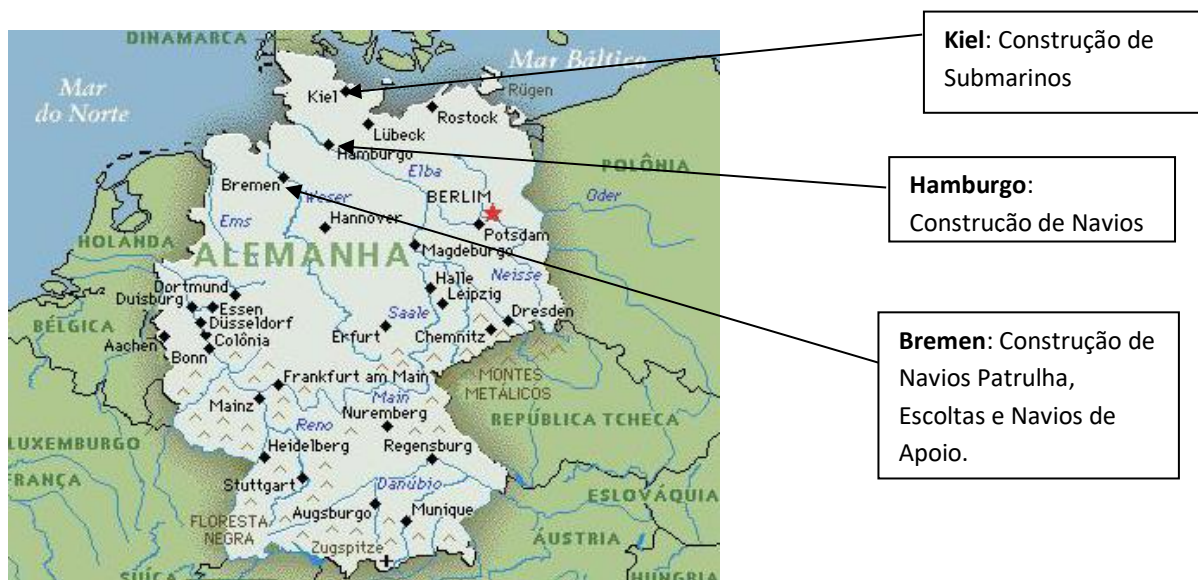 DINAMARCA
Mar Báltico
Mar
do Norte
Kiel
Rügen
Rostock
Lübeck
Hamburgo
Elba
POLÔNIA
Bremen
Weser
BERLIM
Oder
Ems
Hannover
Potsdam
HOLANDA
ALEMANHA
Magdeburgo
Neisse
Dortmund
Halle
Duisburg
Essen
Leipzig
Saale
Dresden
BÉLGICA
Düsseldorf
Aachen
Colônia
Erfurt
Chemnitz
Bonn
Frankfurt am Main
MONTES
METÁLICOS
Mainz
Main
Nuremberg
REPÚBLICA TCHECA
Reno
LUXEMBURGO
Heidelberg
Regensburg
FRANÇA
Stuttgart
Danúbio
ESLOVÁQUIA
Augsburgo
Munique
FLORESTA
NEGRA
ÁUSTRIA
Zugspitze
SUÍÇA
HUNGRIA
Kiel: Construção de
Submarinos
Hamburgo:
Construcão de Navios
Bremen: Construção de
Navios Patrulha,
Escoltas e Navios de
Apoio.